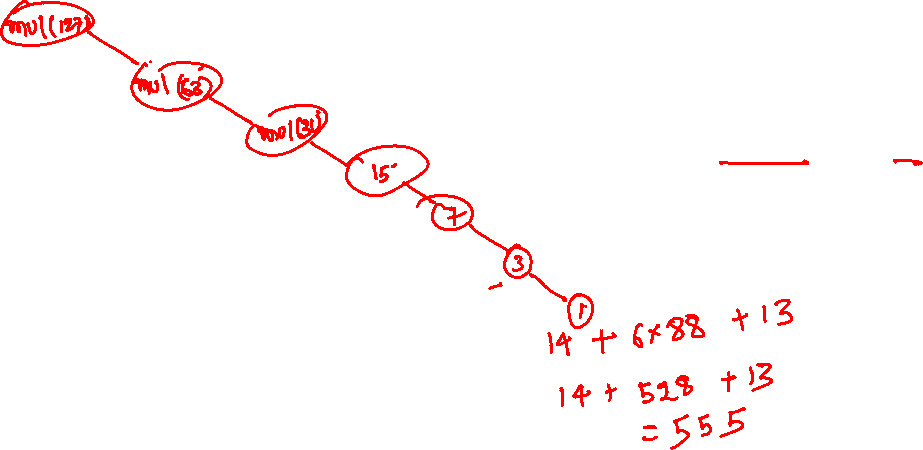 mul(127)
mul(63)
mul(31)
15
7
3
1
14 + 6×88 + 13
14 + 528 + 13
= 555